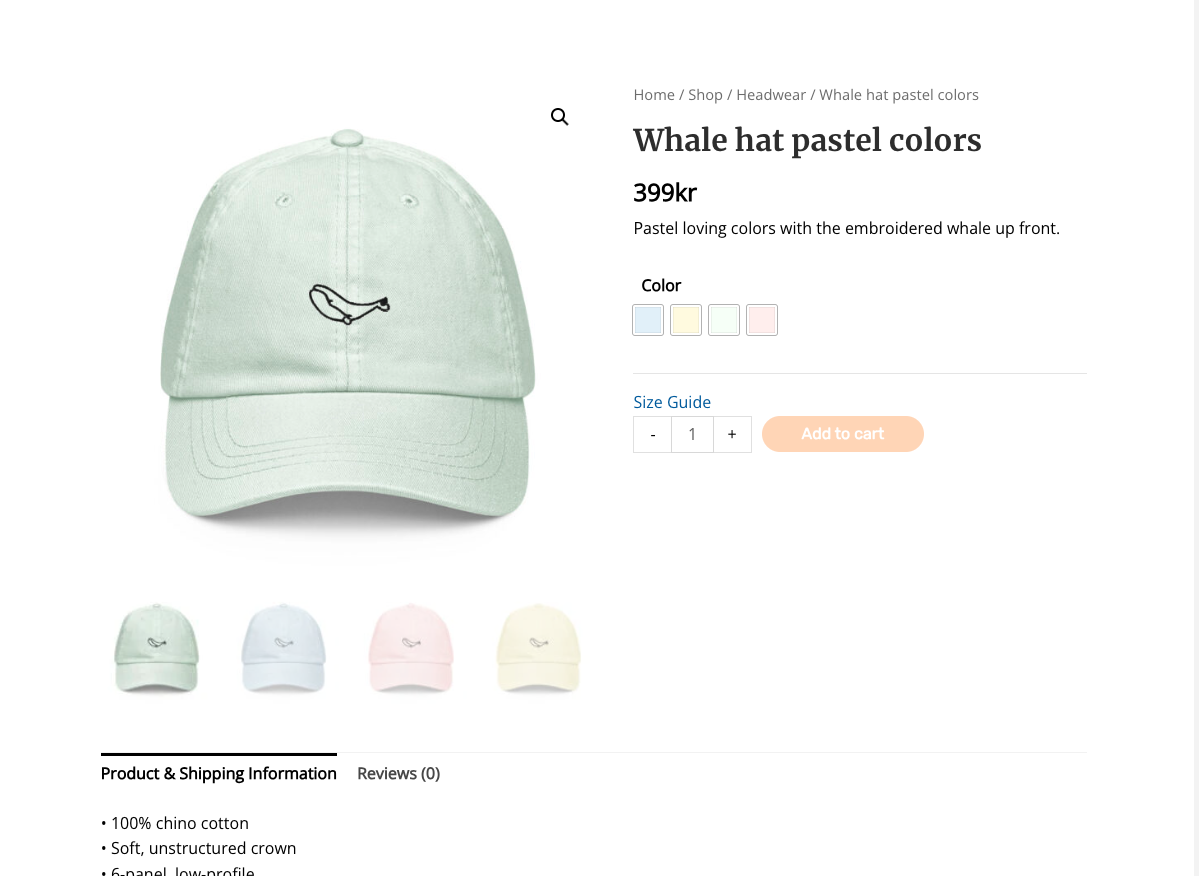 Home / Shop / Headwear / Whale hat pastel colors
Whale hat pastel colors
399kr
Pastel loving colors with the embroidered whale up front.
Color
Size Guide
- 1 + Add to cart
Product & Shipping Information Reviews (0)
• 100% chino cotton
• Soft, unstructured crown
• 6-panel, low-profile